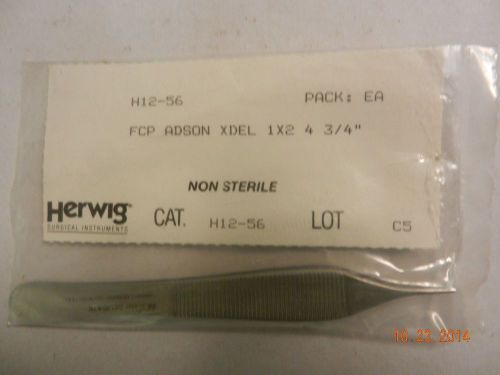 H12-56 PACK: EA
FCP ADSON XDEL 1X2 4 3/4"
NON STERILE
Herwig®
SURGICAL INSTRUMENTS
CAT. H12-56 LOT C5
10.22.2014